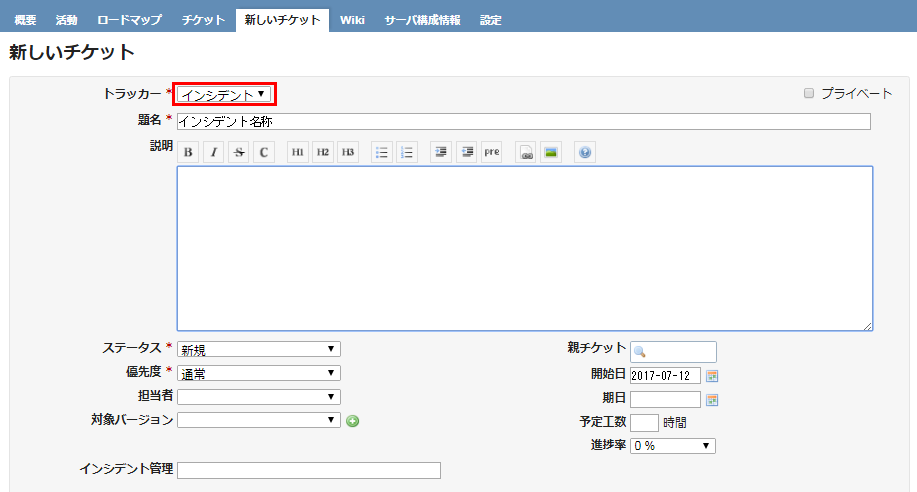 概要 活動 ロードマップ チケット 新しいチケット Wiki サーバ構成情報 設定
新しいチケット
トラッカー * インシデント プライベート
題名 * インシデント名称
説明 B I S C H1 H2 H3 pre
ステータス * 新規 親チケット
優先度 * 通常 開始日 2017-07-12
担当者 期日
対象バージョン 予定工数 時間
進捗率 0 %
インシデント管理